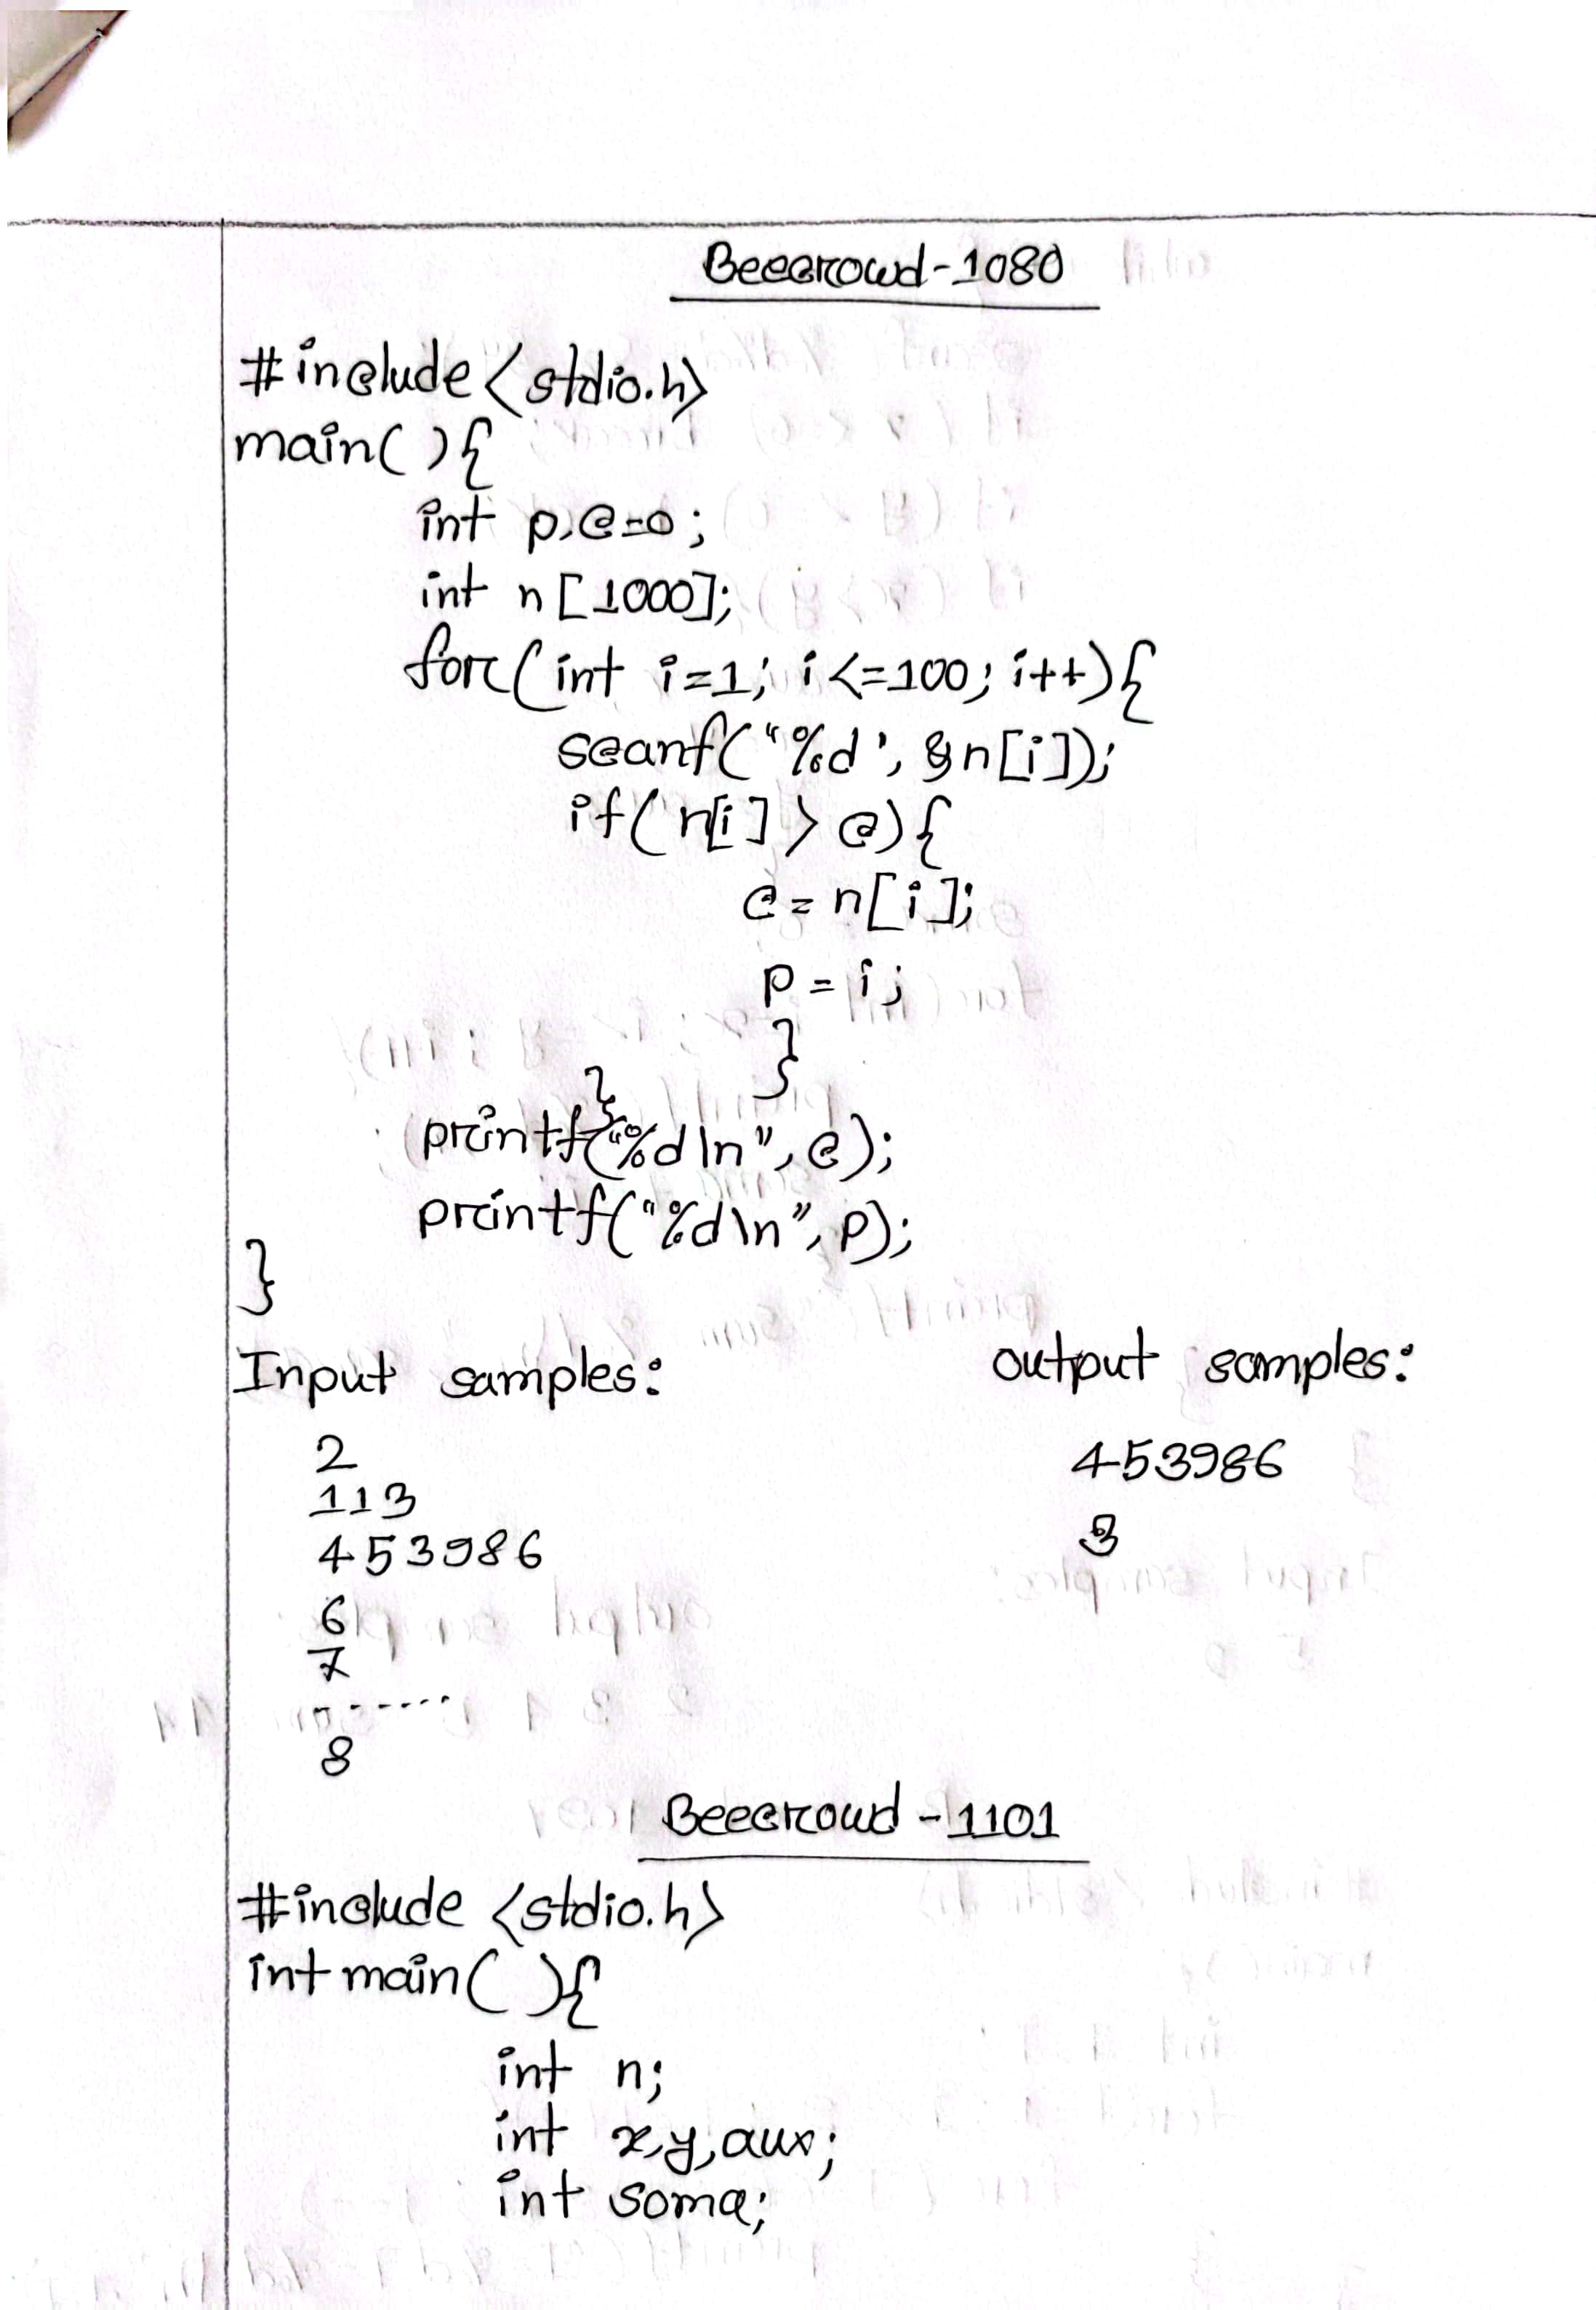 Beecrowd-1080
#include<stdio.h>
main(){
int p,c=0;
int n[1000];
for(int i=1; i<=100; i++){
scanf("%d', &n[i]);
if(n[i]>c){
c=n[i];
p=i;
}
}
printf("%d\n",c);
printf("%d\n",p);
}
Input samples: output samples:
2 453986
113 3
453986
6
7
-------
8
Beecrowd-1101
#include <stdio.h>
int main(){
int n;
int x,y,aux;
int soma;